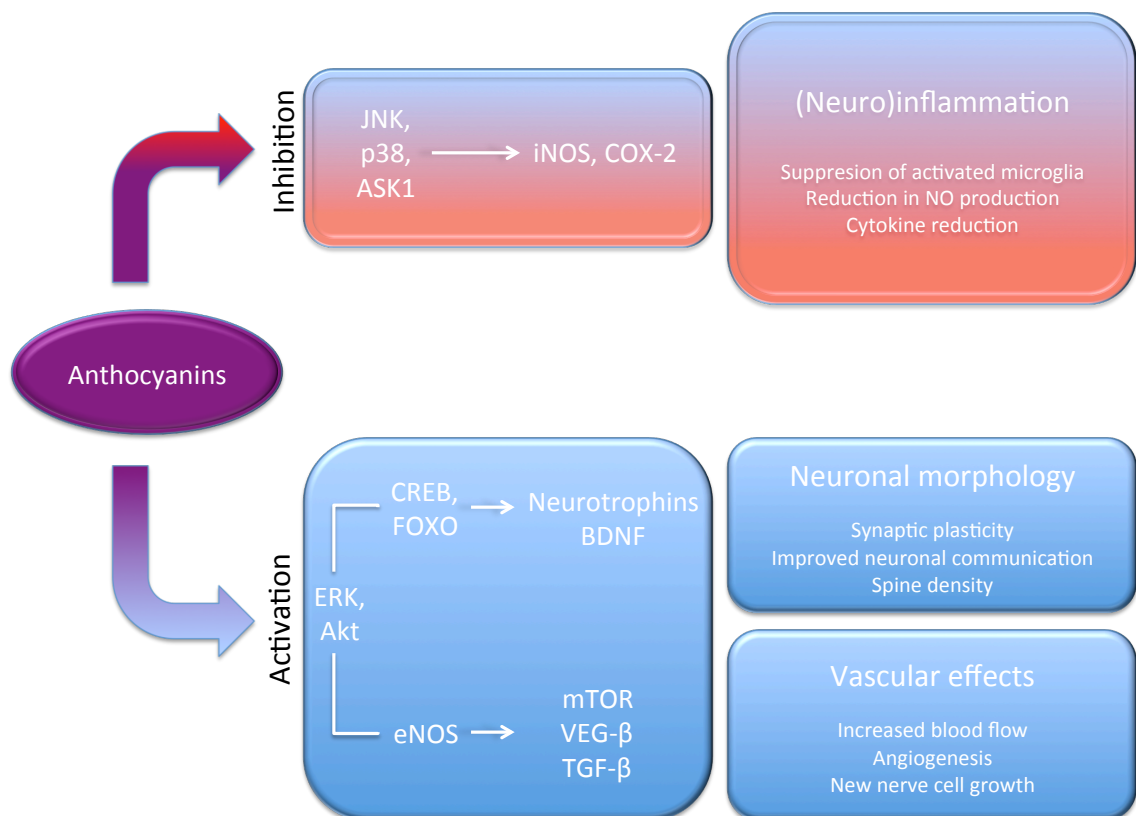 Anthocyanins
Inhibition
JNK,
p38,
ASK1
iNOS, COX-2
(Neuro)inflammation
Suppresion of activated microglia
Reduction in NO production
Cytokine reduction
Activation
ERK,
Akt
CREB,
FOXO
Neurotrophins
BDNF
eNOS
mTOR
VEG-β
TGF-β
Neuronal morphology
Synaptic plasticity
Improved neuronal communication
Spine density
Vascular effects
Increased blood flow
Angiogenesis
New nerve cell growth